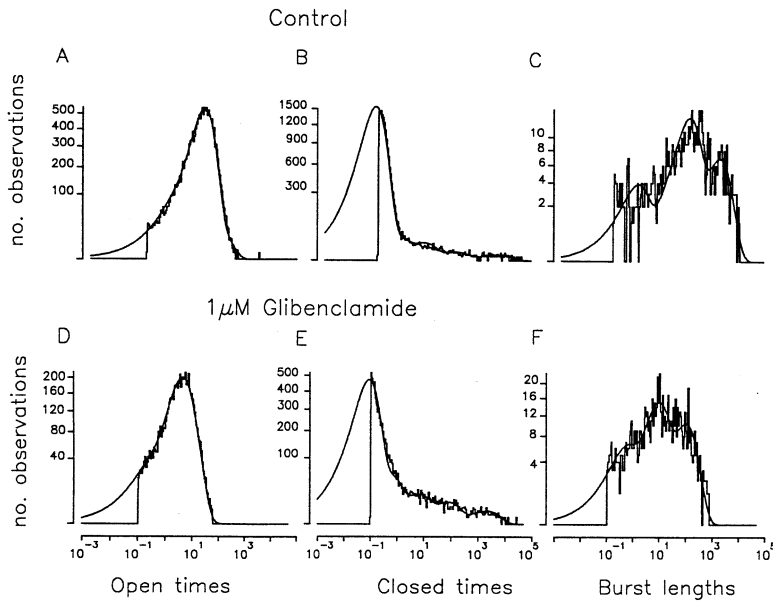 Control
A
B
C
no. observations
500
400
300
200
100
1500
1200
900
600
300
10
8
6
4
2
1µM Glibenclamide
D
E
F
no. observations
200
160
120
80
40
500
400
300
200
100
20
16
12
8
4
10⁻³ 10⁻¹ 10¹ 10³
10⁻³ 10⁻¹ 10¹ 10³ 10⁵
10⁻¹ 10¹ 10³ 10⁵
Open times
Closed times
Burst lengths